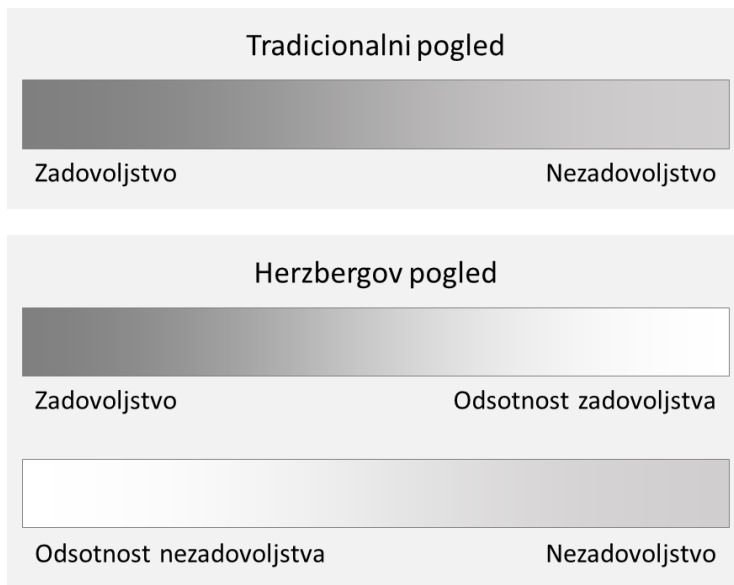 Tradicionalni pogled
Zadovoljstvo Nezadovoljstvo
Herzbergov pogled
Zadovoljstvo Odsotnost zadovoljstva
Odsotnost nezadovoljstva Nezadovoljstvo